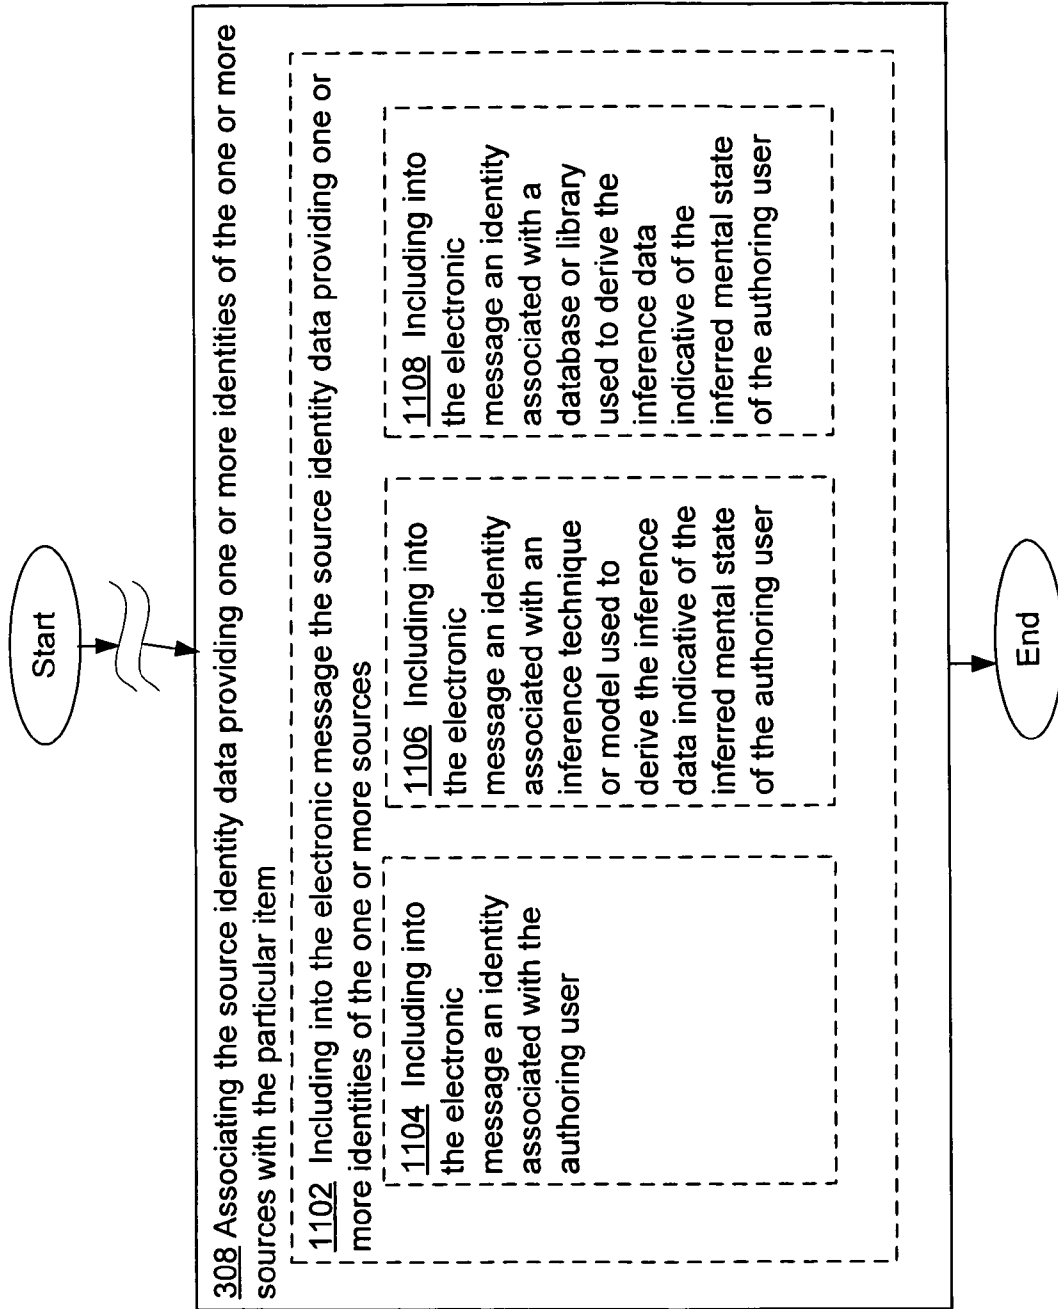 Start
308 Associating the source identity data providing one or more identities of the one or more
sources with the particular item
1102 Including into the electronic message the source identity data providing one or
more identities of the one or more sources
1104 Including into
the electronic
message an identity
associated with the
authoring user
1106 Including into
the electronic
message an identity
associated with an
inference technique
or model used to
derive the inference
data indicative of the
inferred mental state
of the authoring user
1108 Including into
the electronic
message an identity
associated with a
database or library
used to derive the
inference data
indicative of the
inferred mental state
of the authoring user
End